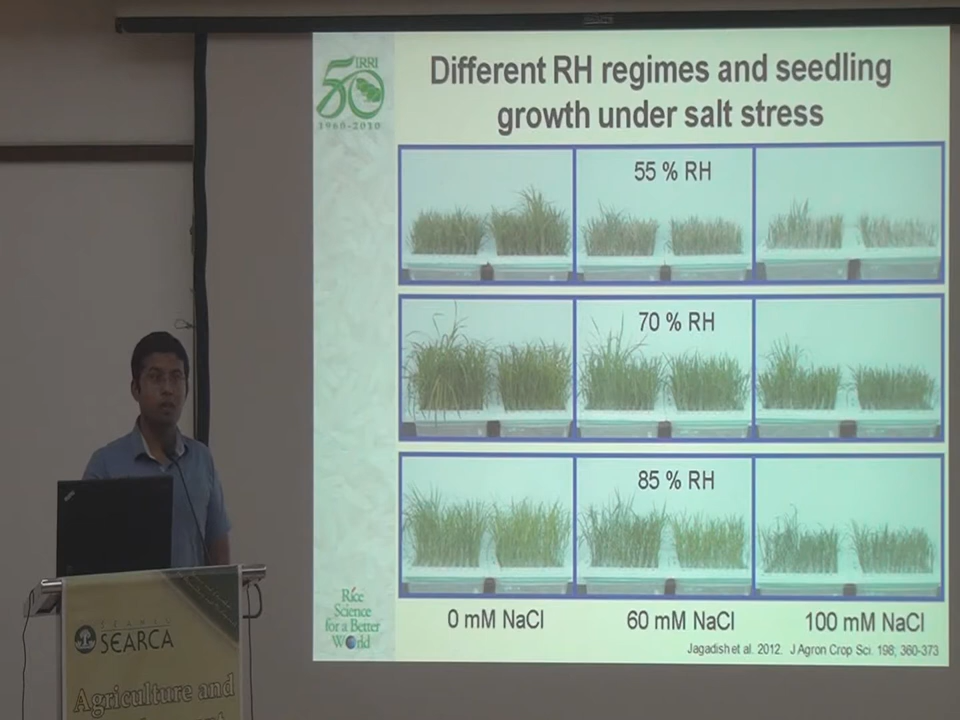 IRRI
50
1960-2010
Different RH regimes and seedling
growth under salt stress
55 % RH
70 % RH
85 % RH
0 mM NaCl
60 mM NaCl
100 mM NaCl
Jagadish et al. 2012. J Agron Crop Sci. 198; 360-373
Rice
Science
for a Better
World
SEARCA
Agriculture and